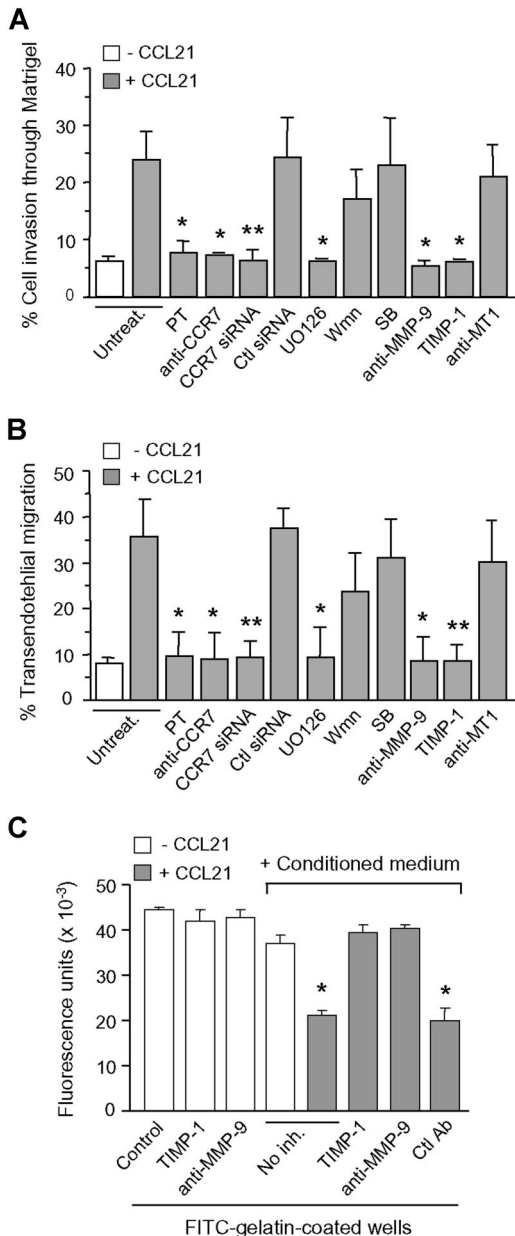 A
- CCL21
+ CCL21
% Cell invasion through Matrigel
40
30
20
10
0
*
*
**
*
*
*
Untreat.
PT
anti-CCR7
CCR7 siRNA
Ctl siRNA
UO126
Wmn
SB
anti-MMP-9
TIMP-1
anti-MT1
B
- CCL21
+ CCL21
% Transendotehlial migration
50
40
30
20
10
0
*
*
**
*
*
**
Untreat.
PT
anti-CCR7
CCR7 siRNA
Ctl siRNA
UO126
Wmn
SB
anti-MMP-9
TIMP-1
anti-MT1
C
- CCL21
+ CCL21
+ Conditioned medium
Fluorescence units (x 10-3)
50
40
30
20
10
0
*
*
Control
TIMP-1
anti-MMP-9
No inh.
TIMP-1
anti-MMP-9
Ctl Ab
FITC-gelatin-coated wells